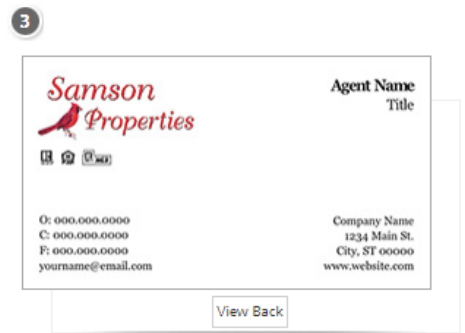 3
Samson
Properties
Agent Name
Title
O: 000.000.0000
C: 000.000.0000
F: 000.000.0000
yourname@email.com
Company Name
1234 Main St.
City, ST 00000
www.website.com
View Back